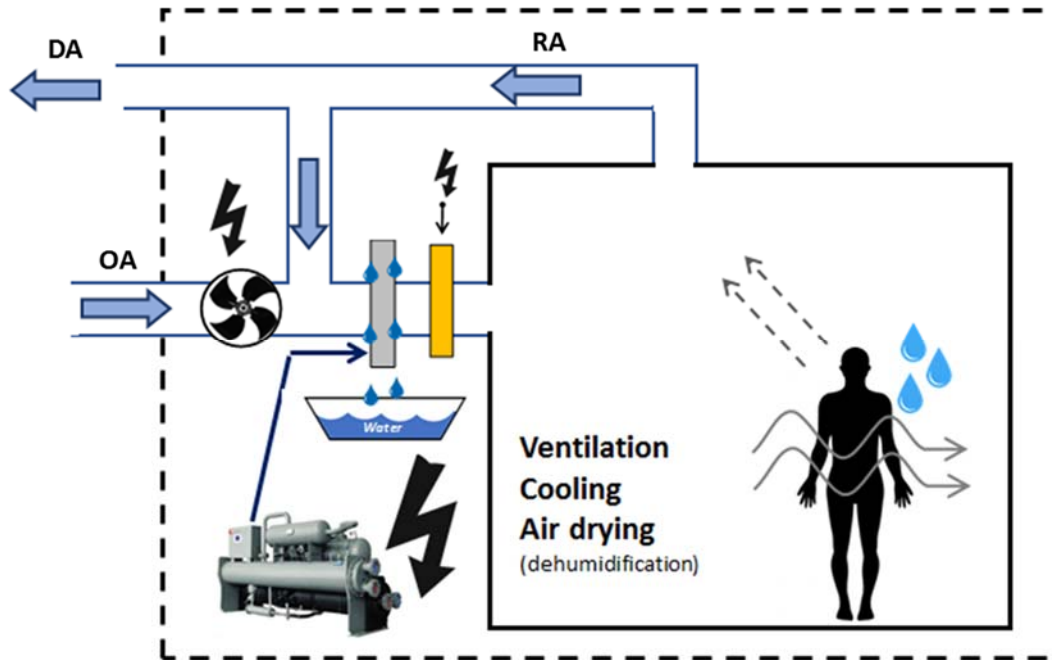 DA
RA
OA
Water
Ventilation
Cooling
Air drying
(dehumidification)